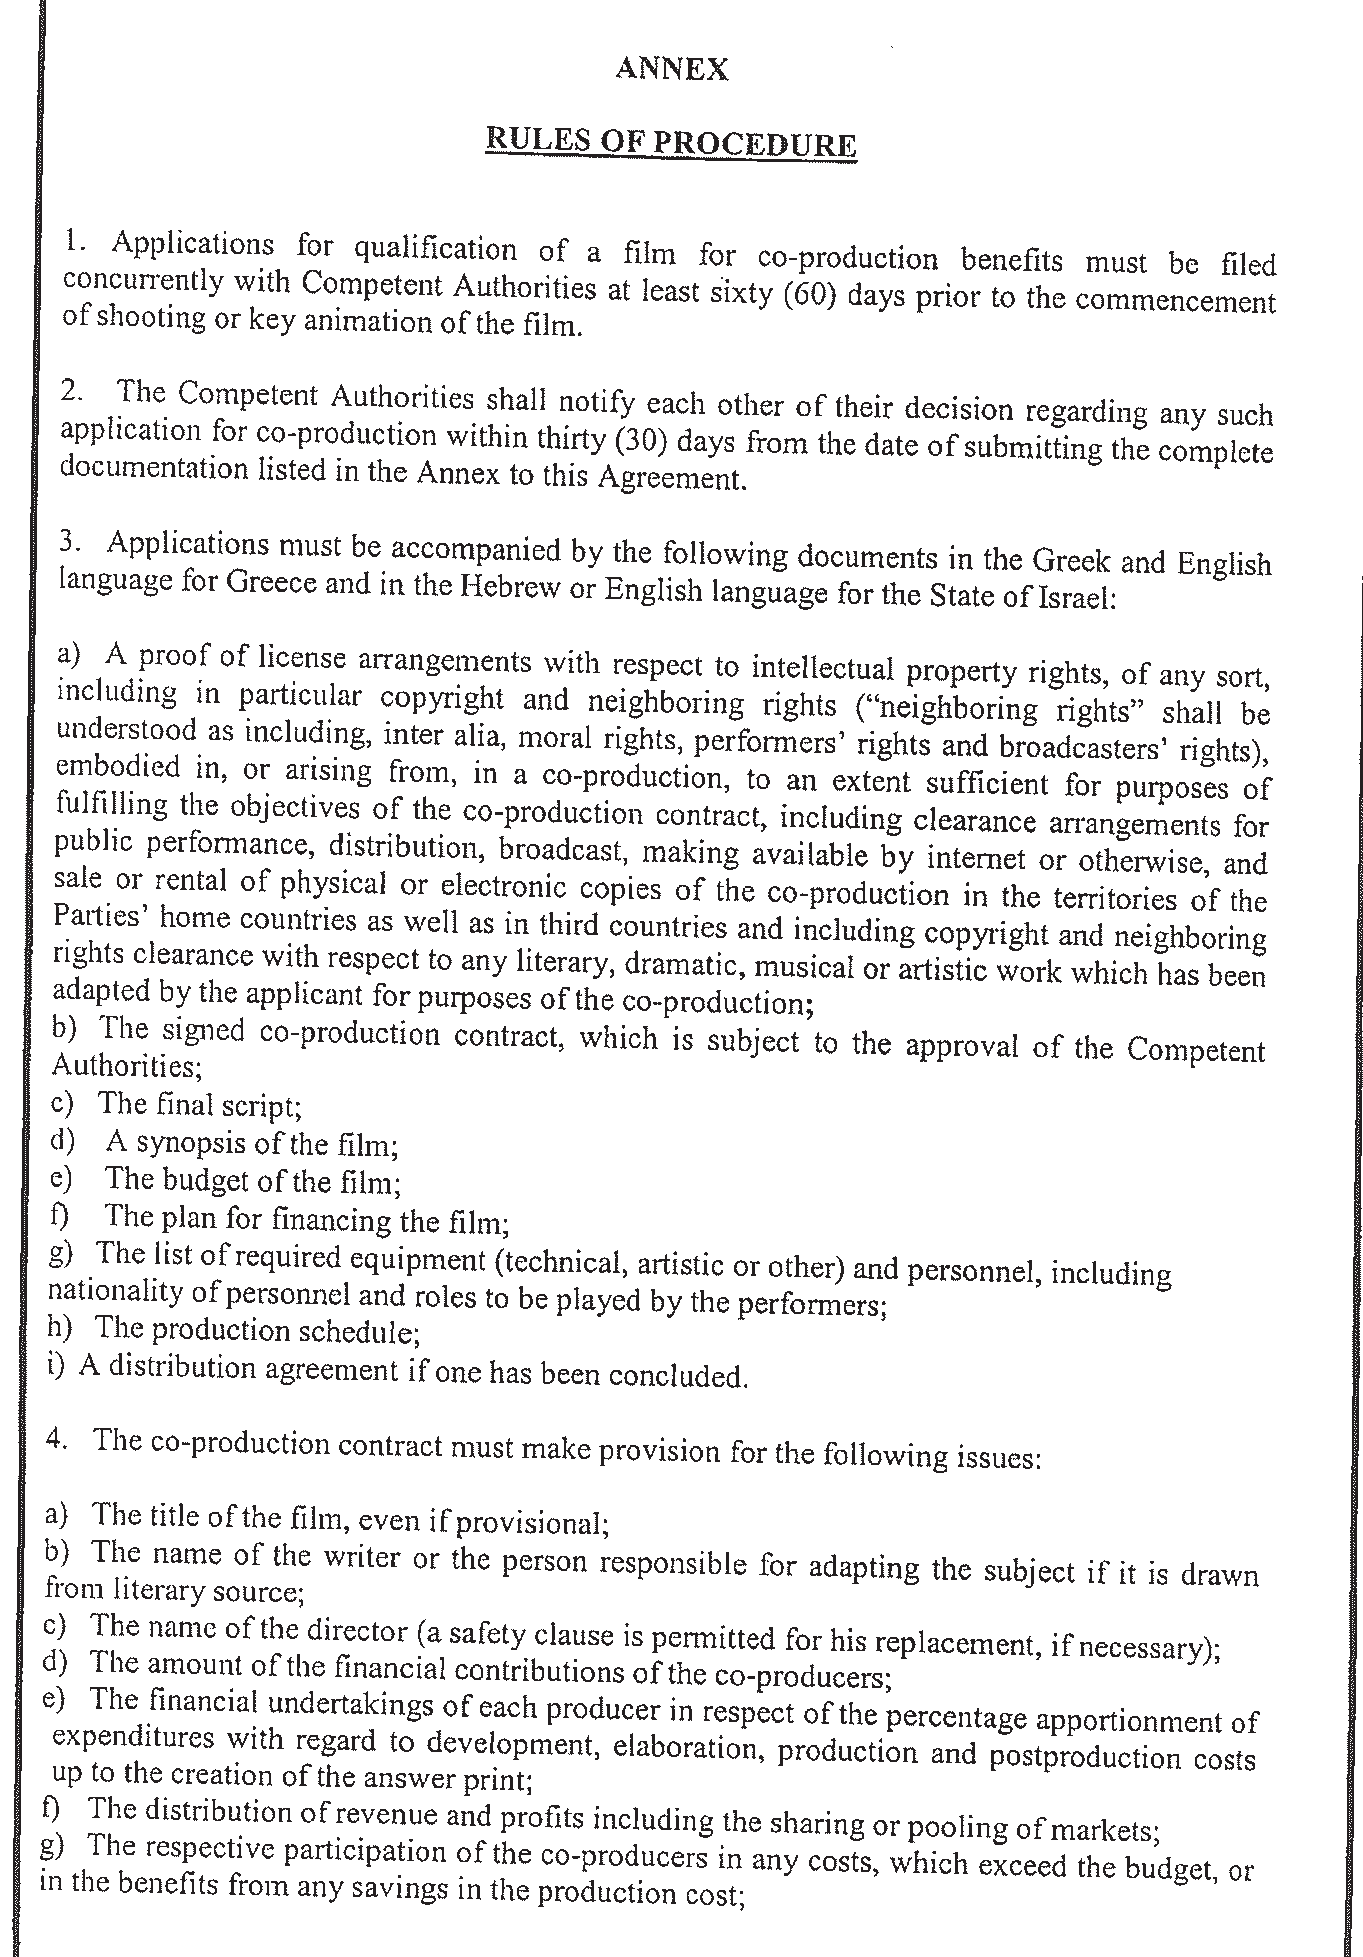 ANNEX
RULES OF PROCEDURE
1. Applications for qualification of a film for co-production benefits must be filed
concurrently with Competent Authorities at least sixty (60) days prior to the commencement
of shooting or key animation of the film.
2. The Competent Authorities shall notify each other of their decision regarding any such
application for co-production within thirty (30) days from the date of submitting the complete
documentation listed in the Annex to this Agreement.
3. Applications must be accompanied by the following documents in the Greek and English
language for Greece and in the Hebrew or English language for the State of Israel:
a) A proof of license arrangements with respect to intellectual property rights, of any sort,
including in particular copyright and neighboring rights (“neighboring rights” shall be
understood as including, inter alia, moral rights, performers’ rights and broadcasters’ rights),
embodied in, or arising from, in a co-production, to an extent sufficient for purposes of
fulfilling the objectives of the co-production contract, including clearance arrangements for
public performance, distribution, broadcast, making available by internet or otherwise, and
sale or rental of physical or electronic copies of the co-production in the territories of the
Parties’ home countries as well as in third countries and including copyright and neighboring
rights clearance with respect to any literary, dramatic, musical or artistic work which has been
adapted by the applicant for purposes of the co-production;
b) The signed co-production contract, which is subject to the approval of the Competent
Authorities;
c) The final script;
d) A synopsis of the film;
e) The budget of the film;
f) The plan for financing the film;
g) The list of required equipment (technical, artistic or other) and personnel, including
nationality of personnel and roles to be played by the performers;
h) The production schedule;
i) A distribution agreement if one has been concluded.
4. The co-production contract must make provision for the following issues:
a) The title of the film, even if provisional;
b) The name of the writer or the person responsible for adapting the subject if it is drawn
from literary source;
c) The name of the director (a safety clause is permitted for his replacement, if necessary);
d) The amount of the financial contributions of the co-producers;
e) The financial undertakings of each producer in respect of the percentage apportionment of
expenditures with regard to development, elaboration, production and postproduction costs
up to the creation of the answer print;
f) The distribution of revenue and profits including the sharing or pooling of markets;
g) The respective participation of the co-producers in any costs, which exceed the budget, or
in the benefits from any savings in the production cost;